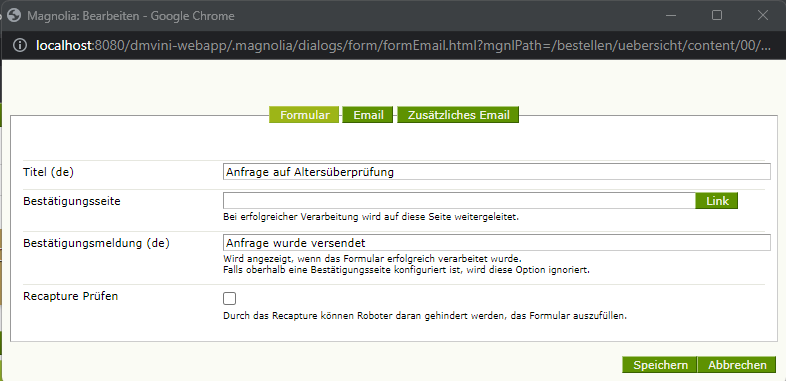 Magnolia: Bearbeiten - Google Chrome
localhost:8080/dmvini-webapp/.magnolia/dialogs/form/formEmail.html?mgnlPath=/bestellen/uebersicht/content/00/...
Formular Email Zusätzliches Email
Titel (de) Anfrage auf Altersüberprüfung
Bestätigungsseite Link
Bei erfolgreicher Verarbeitung wird auf diese Seite weitergeleitet.
Bestätigungsmeldung (de) Anfrage wurde versendet
Wird angezeigt, wenn das Formular erfolgreich verarbeitet wurde.
Falls oberhalb eine Bestätigungsseite konfiguriert ist, wird diese Option ignoriert.
Recapture Prüfen
Durch das Recapture können Roboter daran gehindert werden, das Formular auszufüllen.
Speichern Abbrechen